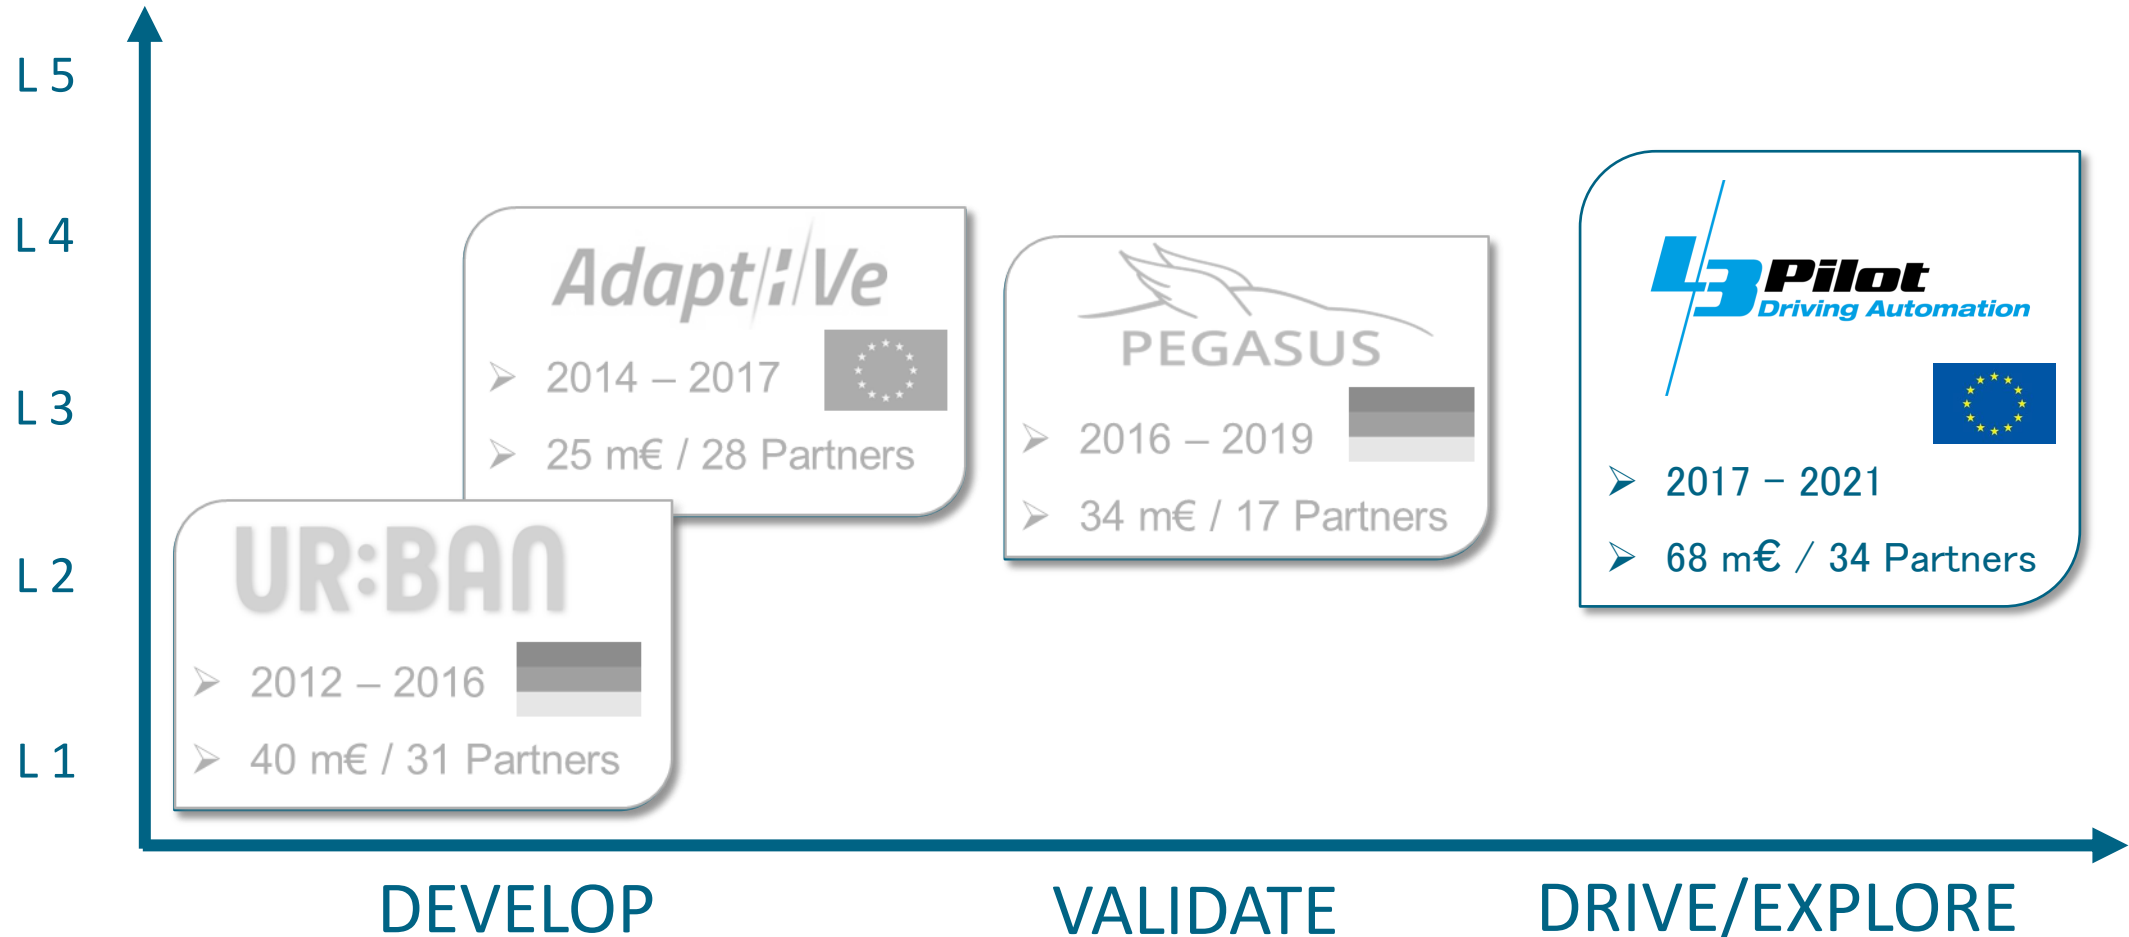 L 5
L 4
L 3
L 2
L 1
AdaptIVe
➢ 2014 – 2017
➢ 25 m€ / 28 Partners
PEGASUS
➢ 2016 – 2019
➢ 34 m€ / 17 Partners
L3Pilot
Driving Automation
➢ 2017 – 2021
➢ 68 m€ / 34 Partners
UR:BAN
➢ 2012 – 2016
➢ 40 m€ / 31 Partners
DEVELOP
VALIDATE
DRIVE/EXPLORE